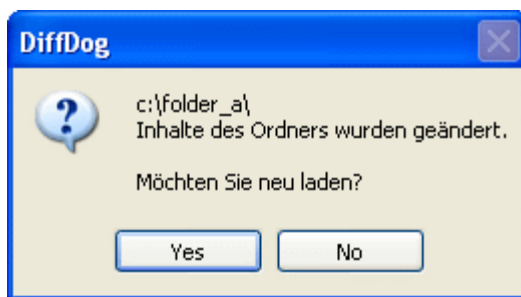 DiffDog
c:\folder_a\
Inhalte des Ordners wurden geändert.
Möchten Sie neu laden?
Yes
No